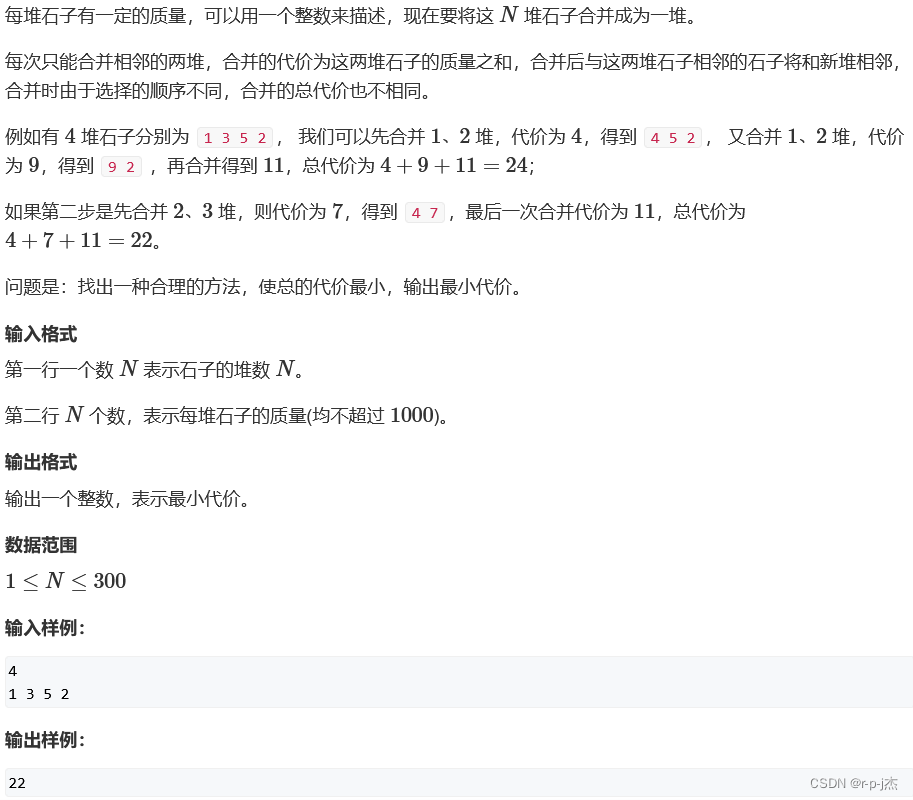 每堆石子有一定的质量，可以用一个整数来描述，现在要将这 N 堆石子合并成为一堆。
每次只能合并相邻的两堆，合并的代价为这两堆石子的质量之和，合并后与这两堆石子相邻的石子将和新堆相邻，
合并时由于选择的顺序不同，合并的总代价也不相同。
例如有 4 堆石子分别为 1 3 5 2 ， 我们可以先合并 1、2 堆，代价为 4，得到 4 5 2 ， 又合并 1、2 堆，代价
为 9，得到 9 2 ，再合并得到 11，总代价为 4 + 9 + 11 = 24；
如果第二步是先合并 2、3 堆，则代价为 7，得到 4 7 ，最后一次合并代价为 11，总代价为
4 + 7 + 11 = 22。
问题是：找出一种合理的方法，使总的代价最小，输出最小代价。
输入格式
第一行一个数 N 表示石子的堆数 N。
第二行 N 个数，表示每堆石子的质量(均不超过 1000)。
输出格式
输出一个整数，表示最小代价。
数据范围
1 ≤ N ≤ 300
输入样例：
4
1 3 5 2
输出样例：
22
CSDN @r-p-j杰